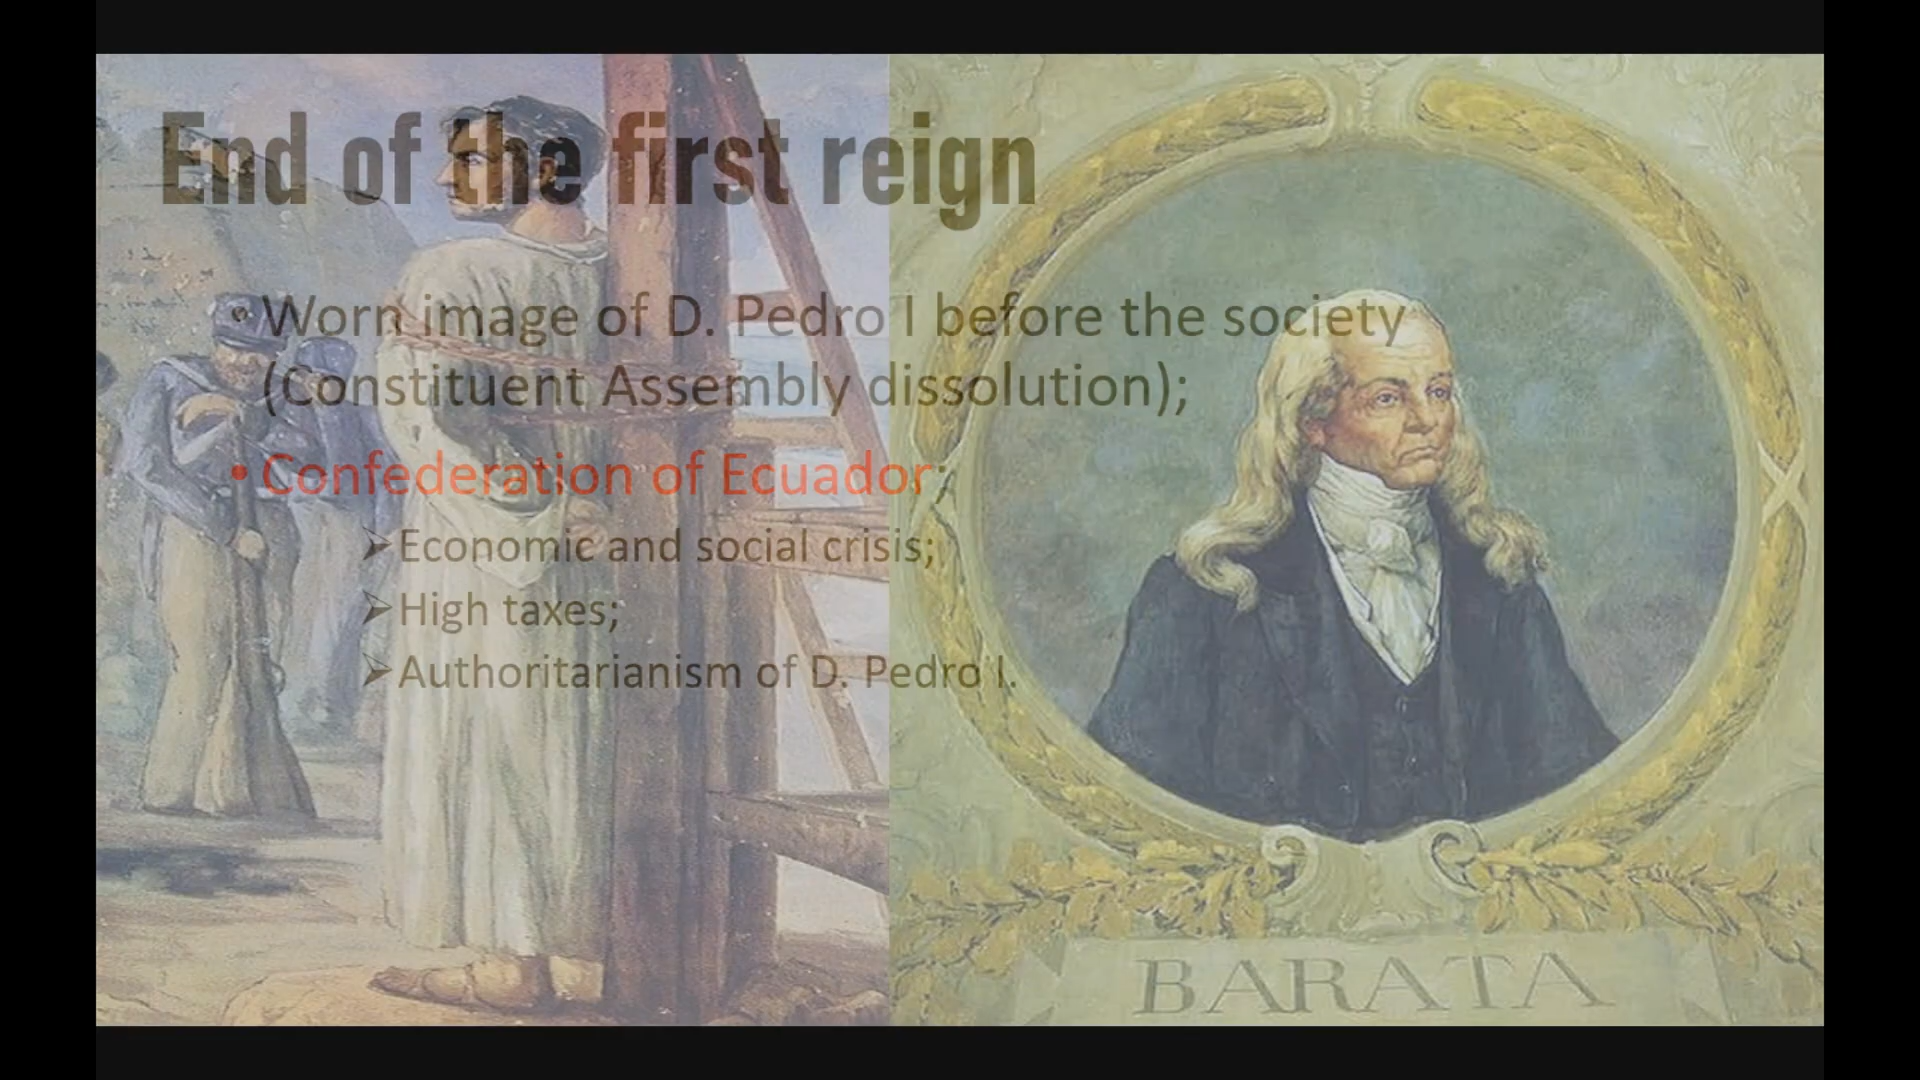 End of the first reign
• Worn image of D. Pedro I before the society
(Constituent Assembly dissolution);
• Confederation of Ecuador;
➢Economic and social crisis;
➢High taxes;
➢Authoritarianism of D. Pedro I.
BARATA